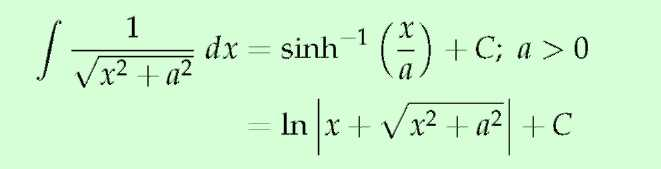 ∫ 1/√(x² + a²) dx = sinh⁻¹ (x/a) + C; a > 0
= ln |x + √(x² + a²)| + C